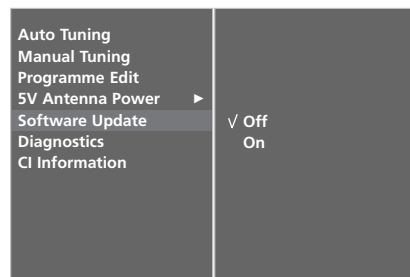 Auto Tuning
Manual Tuning
Programme Edit
5V Antenna Power ►
Software Update
Diagnostics
CI Information
√ Off
On